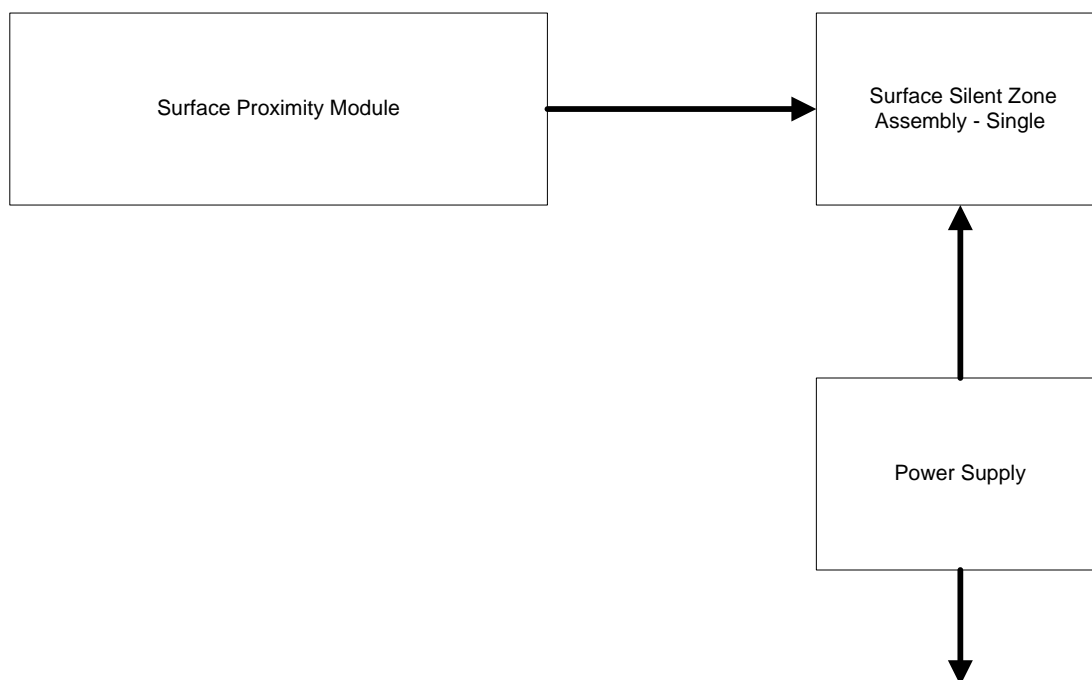 Surface Proximity Module
Surface Silent Zone
Assembly - Single
Power Supply